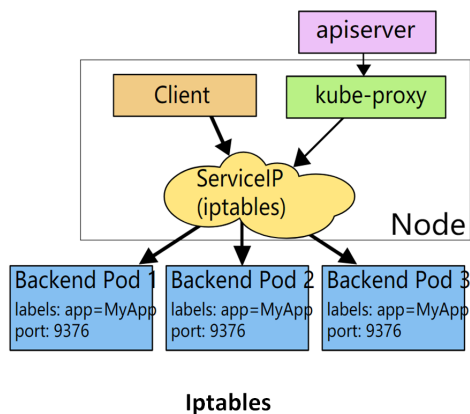 apiserver
Client
kube-proxy
ServiceIP
(iptables)
Node
Backend Pod 1
labels: app=MyApp
port: 9376
Backend Pod 2
labels: app=MyApp
port: 9376
Backend Pod 3
labels: app=MyApp
port: 9376
Iptables